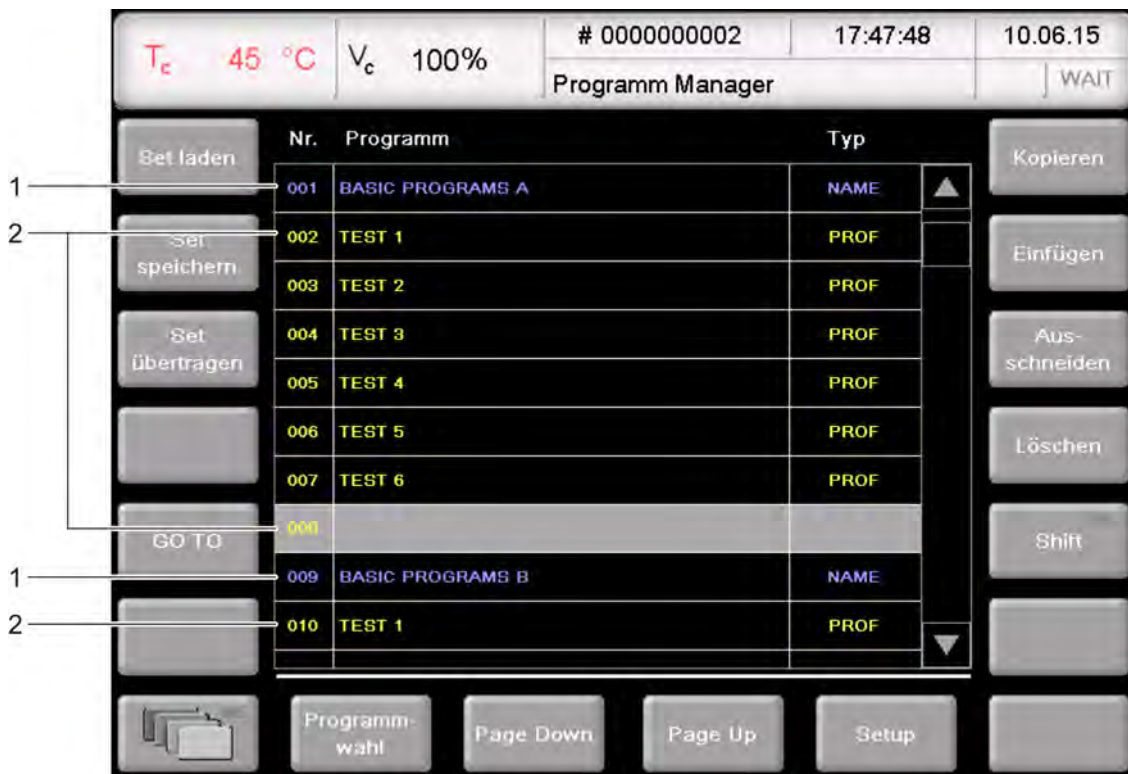 T_c 45 °C V_c 100% # 0000000002 17:47:48 10.06.15
Programm Manager WAIT
Set laden
Set
speichern
Set
übertragen
GO TO
Nr. Programm Typ
1 001 BASIC PROGRAMS A NAME
2 002 TEST 1 PROF
003 TEST 2 PROF
004 TEST 3 PROF
005 TEST 4 PROF
006 TEST 5 PROF
007 TEST 6 PROF
008
1 009 BASIC PROGRAMS B NAME
2 010 TEST 1 PROF
Kopieren
Einfügen
Aus-
schneiden
Löschen
Shift
Programm-
wahl
Page Down
Page Up
Setup